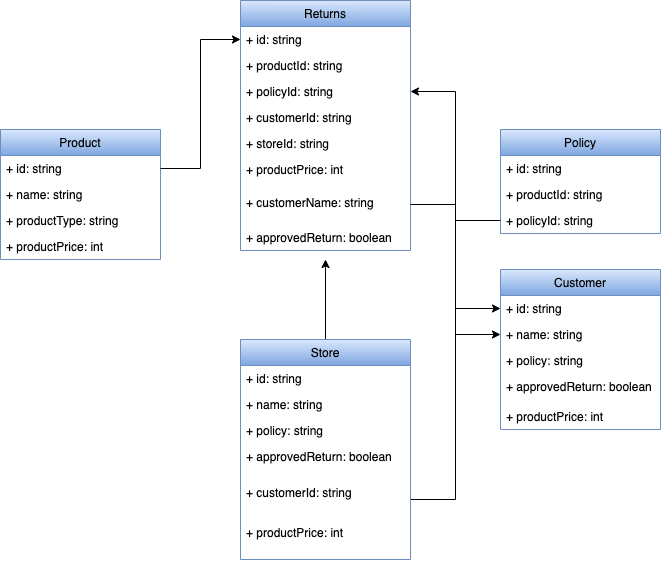 Returns
+ id: string
+ productId: string
+ policyId: string
+ customerId: string
+ storeId: string
+ productPrice: int
+ customerName: string
+ approvedReturn: boolean
Product
+ id: string
+ name: string
+ productType: string
+ productPrice: int
Policy
+ id: string
+ productId: string
+ policyId: string
Customer
+ id: string
+ name: string
+ policy: string
+ approvedReturn: boolean
+ productPrice: int
Store
+ id: string
+ name: string
+ policy: string
+ approvedReturn: boolean
+ customerId: string
+ productPrice: int